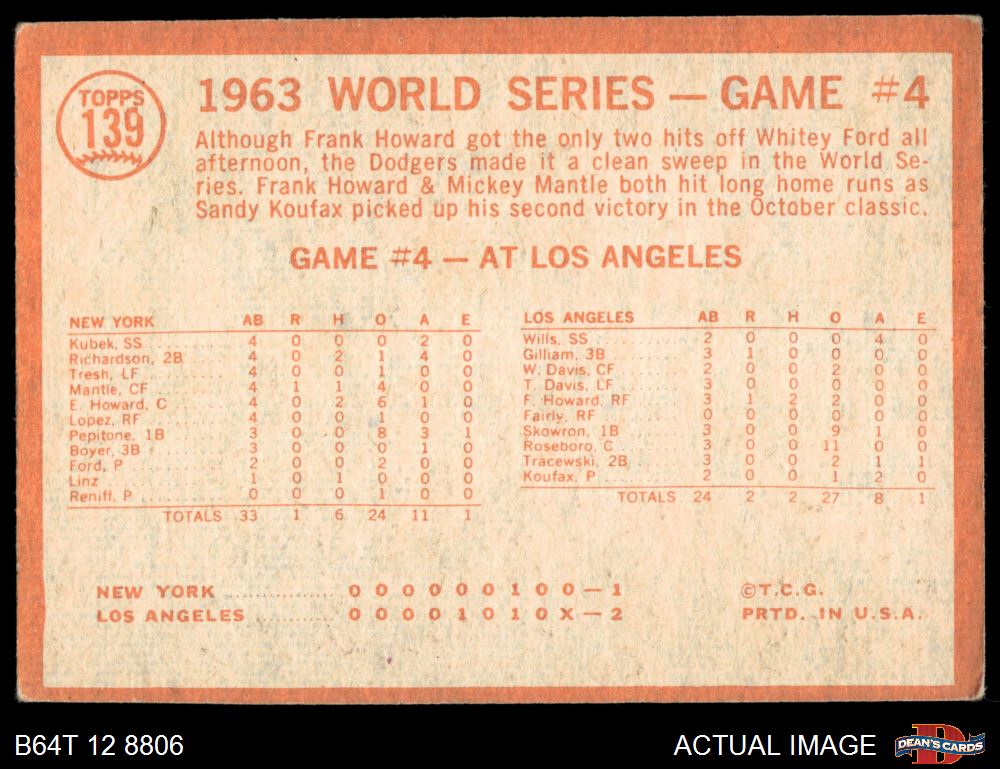 TOPPS
139
1963 WORLD SERIES — GAME #4
Although Frank Howard got the only two hits off Whitey Ford all
afternoon, the Dodgers made it a clean sweep in the World Se-
ries. Frank Howard & Mickey Mantle both hit long home runs as
Sandy Koufax picked up his second victory in the October classic.
GAME #4 — AT LOS ANGELES
NEW YORK AB R H O A E
Kubek, SS 4 0 0 0 2 0
Richardson, 2B 4 0 2 1 4 0
Tresh, LF 4 0 0 1 0 0
Mantle, CF 4 1 1 4 0 0
E. Howard, C 4 0 2 6 1 0
Lopez, RF 4 0 0 1 0 0
Pepitone, 1B 3 0 0 8 3 1
Boyer, 3B 3 0 0 0 1 0
Ford, P 2 0 0 2 0 0
Linz 1 0 1 0 0 0
Reniff, P 0 0 0 1 0 0
TOTALS 33 1 6 24 11 1
LOS ANGELES AB R H O A E
Wills, SS 2 0 0 0 4 0
Gilliam, 3B 3 1 0 0 0 0
W. Davis, CF 2 0 0 2 0 0
T. Davis, LF 3 0 0 0 0 0
F. Howard, RF 3 1 2 2 0 0
Fairly, RF 0 0 0 0 0 0
Skowron, 1B 3 0 0 9 1 0
Roseboro, C 3 0 0 11 0 0
Tracewski, 2B 3 0 0 2 1 1
Koufax, P 2 0 0 1 2 0
TOTALS 24 2 2 27 8 1
NEW YORK ................ 0 0 0 0 0 0 1 0 0 — 1
LOS ANGELES ............ 0 0 0 0 1 0 1 0 X — 2
©T.C.G.
PRTD. IN U.S.A.
B64T 12 8806
ACTUAL IMAGE
D
DEAN'S CARDS